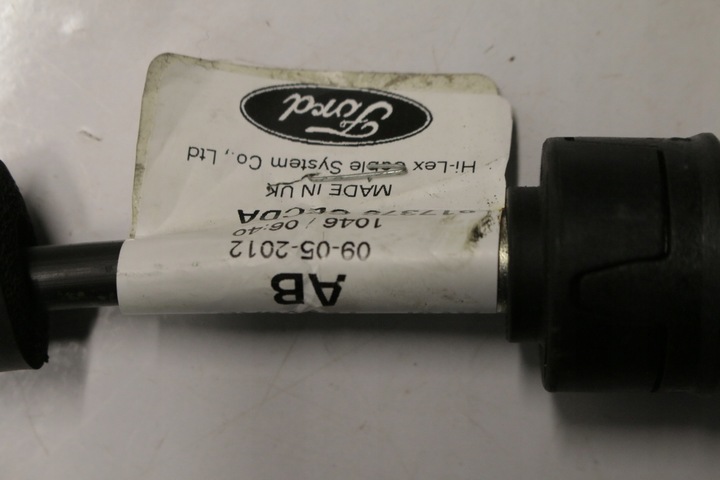 AB
09-05-2012
1046 / 06:40
MADE IN UK
Hi-Lex Cable System Co., Ltd
Ford